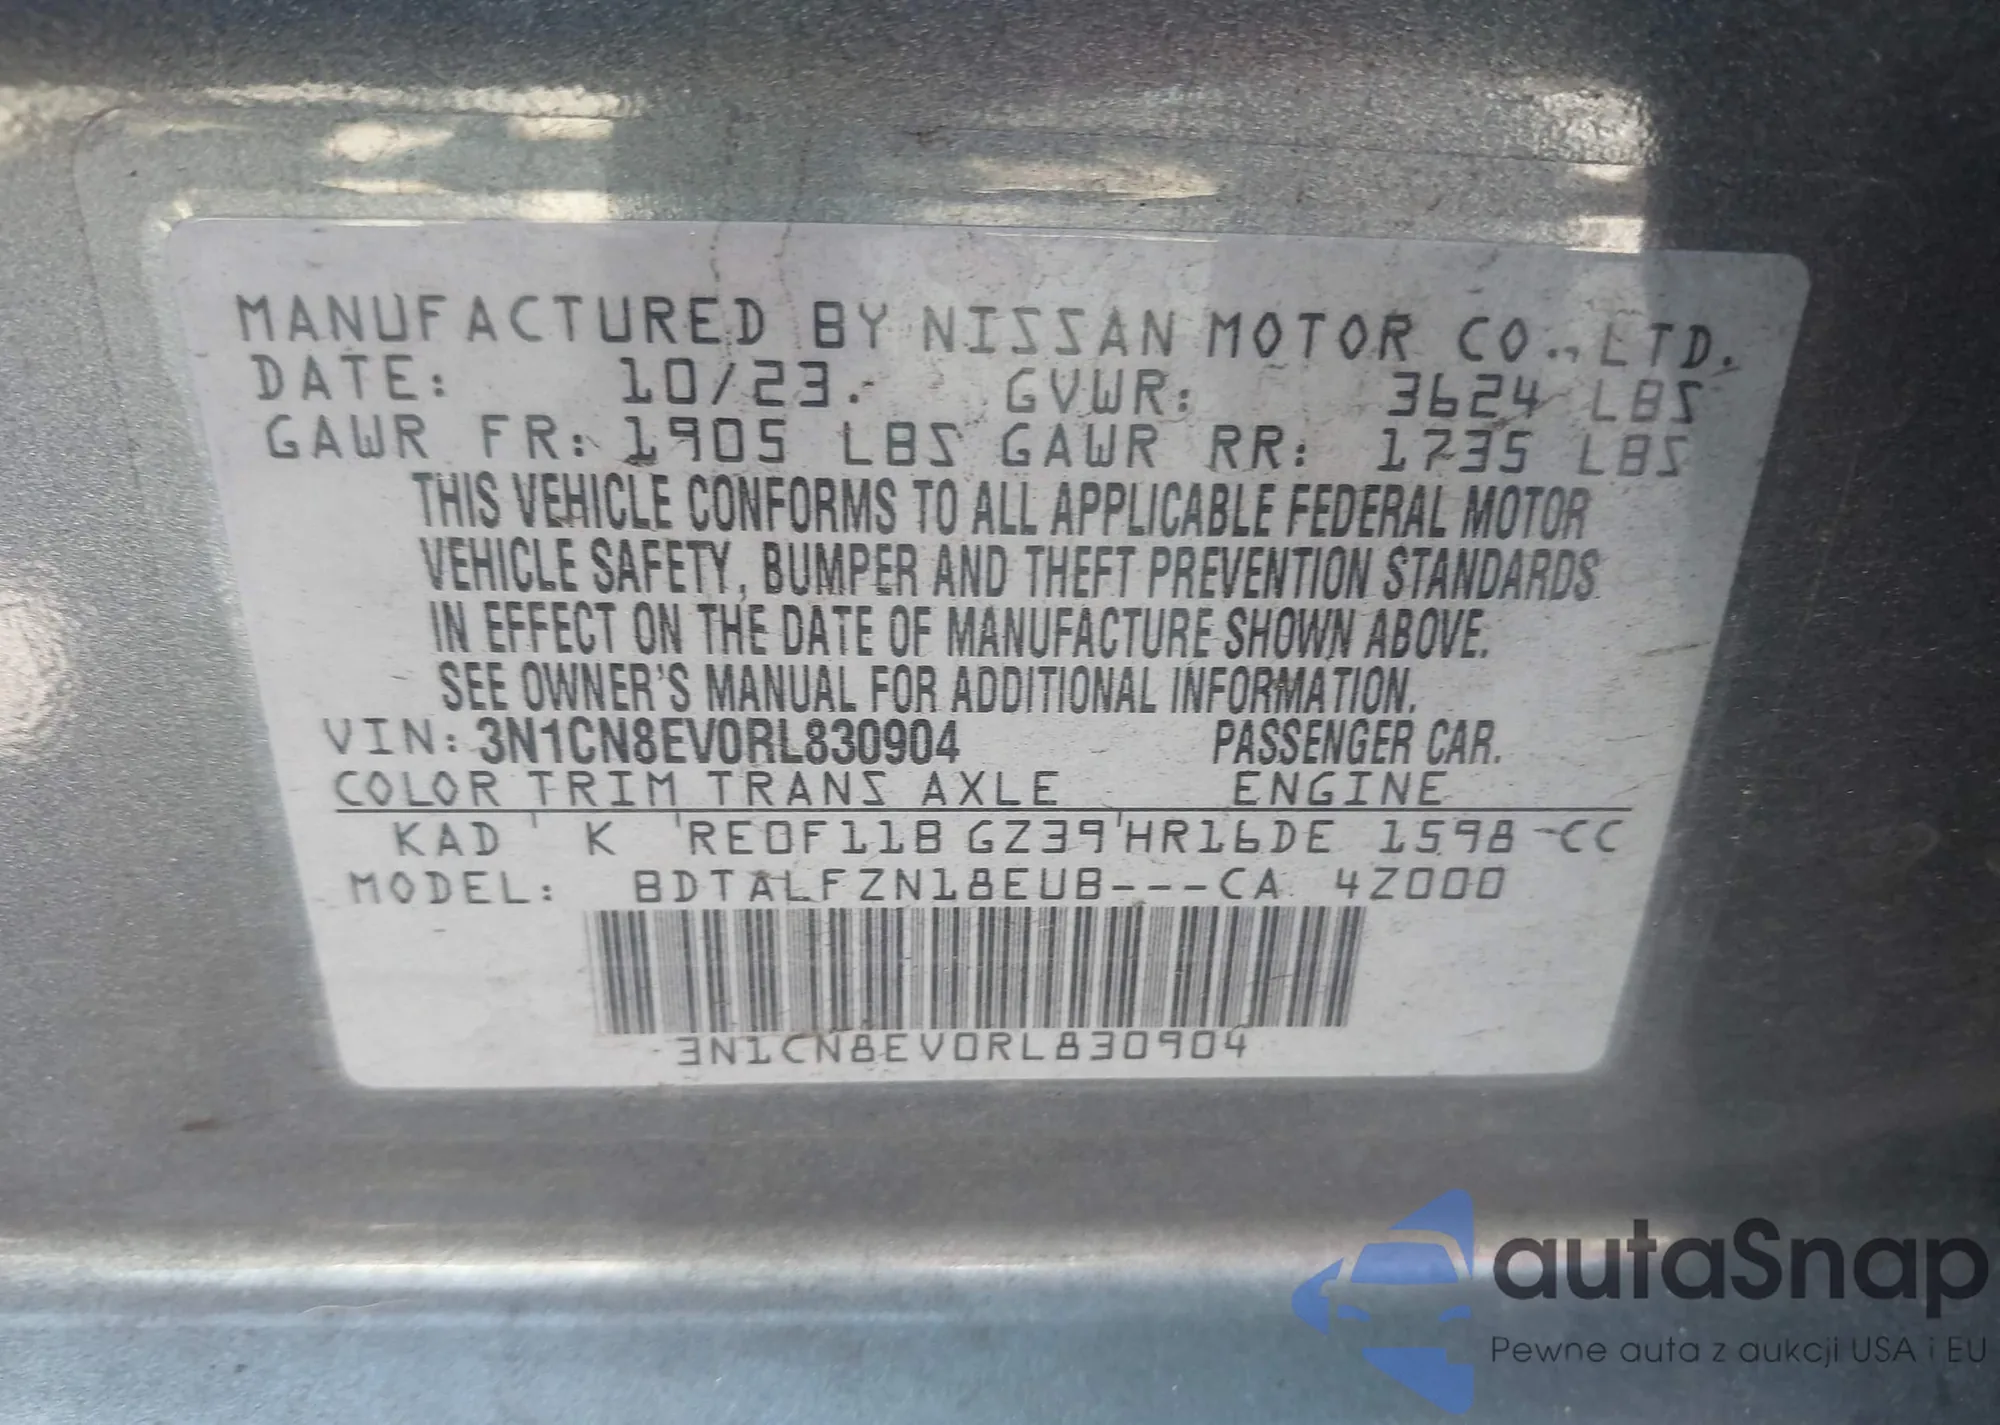 MANUFACTURED BY NISSAN MOTOR CO., LTD.
DATE: 10/23. GVWR: 3624 LBS
GAWR FR: 1905 LBS GAWR RR: 1735 LBS
THIS VEHICLE CONFORMS TO ALL APPLICABLE FEDERAL MOTOR
VEHICLE SAFETY, BUMPER AND THEFT PREVENTION STANDARDS
IN EFFECT ON THE DATE OF MANUFACTURE SHOWN ABOVE.
SEE OWNER'S MANUAL FOR ADDITIONAL INFORMATION.
VIN: 3N1CN8EV0RL830904 PASSENGER CAR.
COLOR TRIM TRANS AXLE ENGINE
KAD K RE0F11B GZ39 HR16DE 1598-CC
MODEL: BDTALFZN18EUB---CA 4Z000
3N1CN8EV0RL830904
autaSnap
Pewne auta z aukcji USA i EU